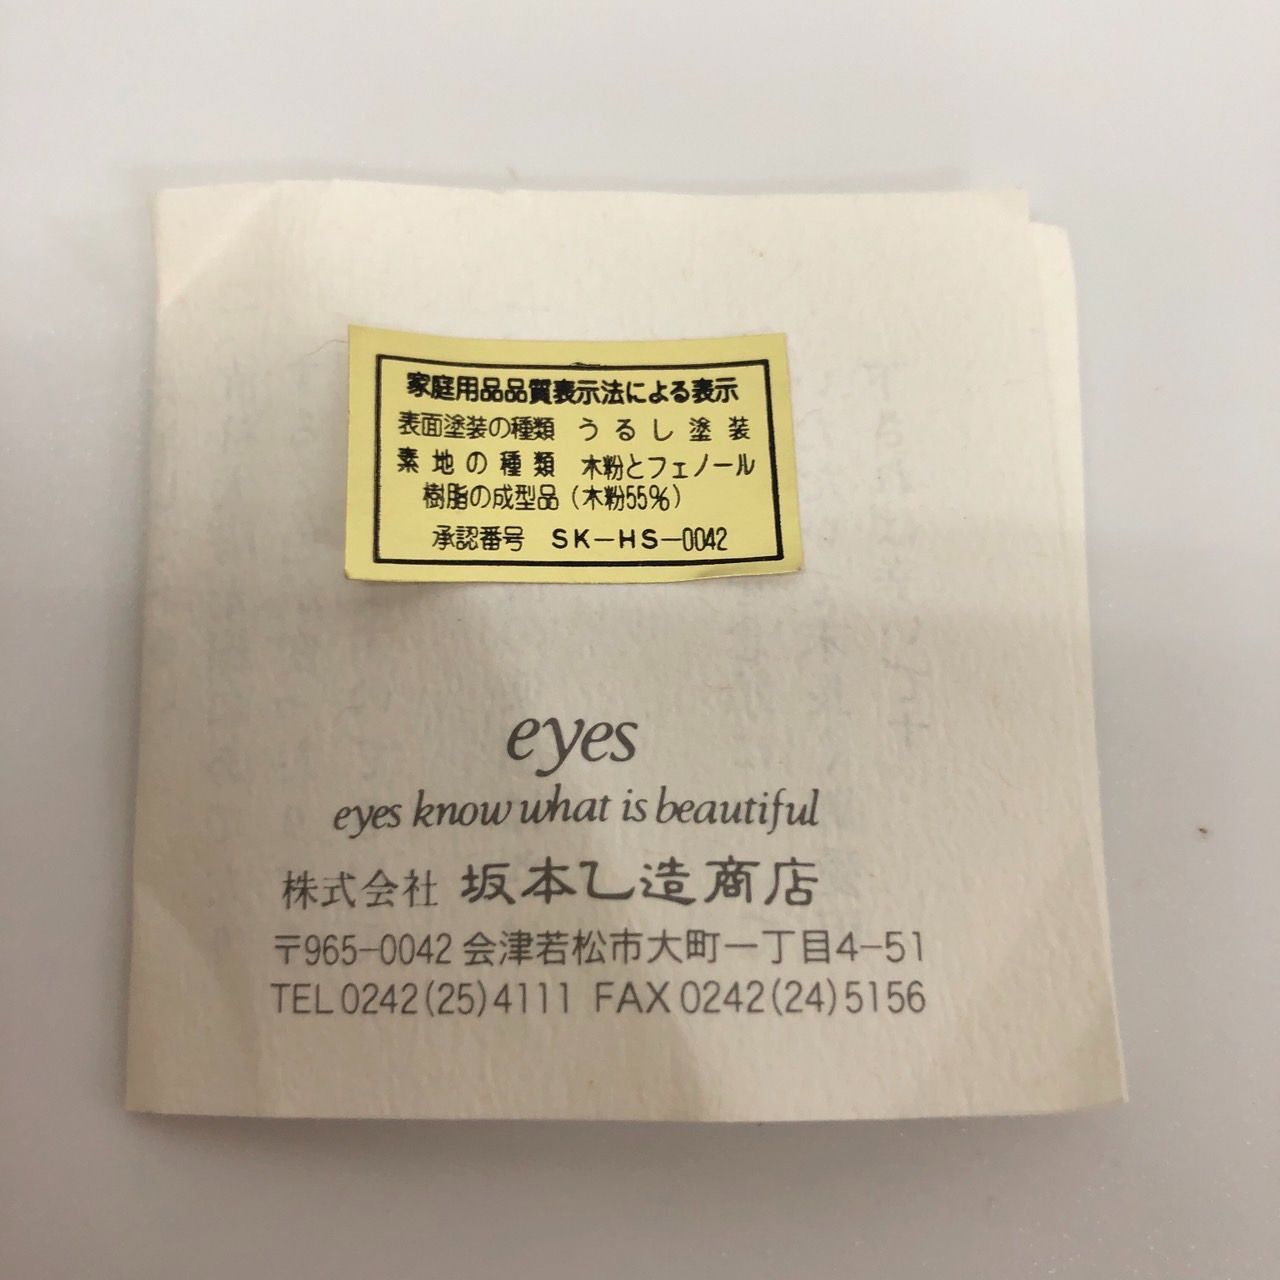 家庭用品品質表示法による表示
表面塗装の種類 うるし塗装
素地の種類 木粉とフェノール
樹脂の成型品(木粉55%)
承認番号 SK-HS-0042
eyes
eyes know what is beautiful
株式会社 坂本乙造商店
〒965-0042 会津若松市大町一丁目4-51
TEL 0242(25)4111 FAX 0242(24)5156